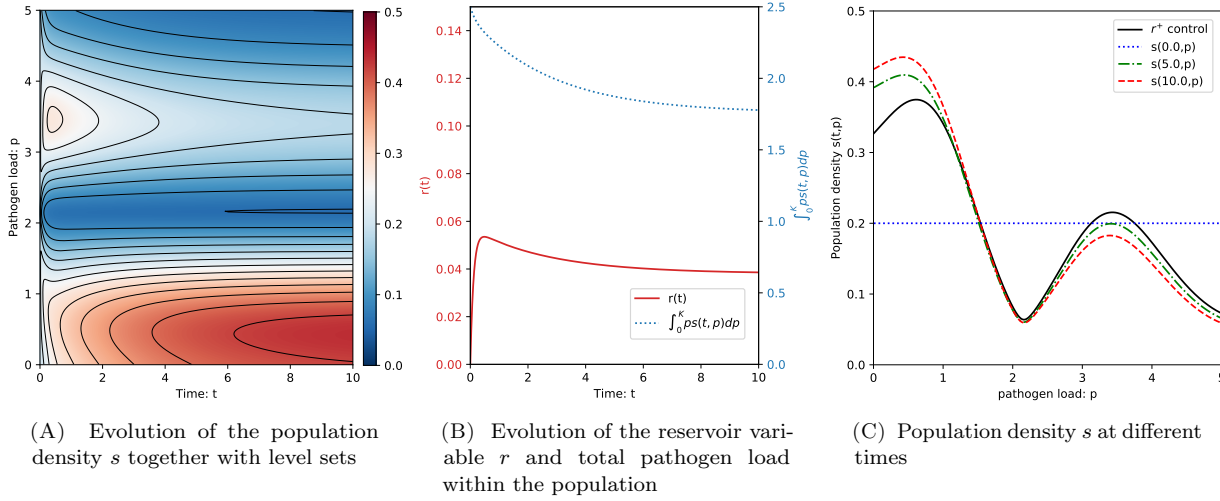 5
4
3
2
1
0
Pathogen load: p
0 2 4 6 8 10
Time: t
0.5
0.4
0.3
0.2
0.1
0.0
0.14
0.12
0.10
0.08
0.06
0.04
0.02
0.00
r(t)
0 2 4 6 8 10
Time: t
2.5
2.0
1.5
1.0
0.5
0.0
∫₀ᴷ ps(t, p)dp
r(t)
∫₀ᴷ ps(t, p)dp
0.5
0.4
0.3
0.2
0.1
0.0
Population density s(t,p)
0 1 2 3 4 5
pathogen load: p
r⁺ control
s(0.0,p)
s(5.0,p)
s(10.0,p)
(A) Evolution of the population
density s together with level sets
(B) Evolution of the reservoir vari-
able r and total pathogen load
within the population
(C) Population density s at different
times